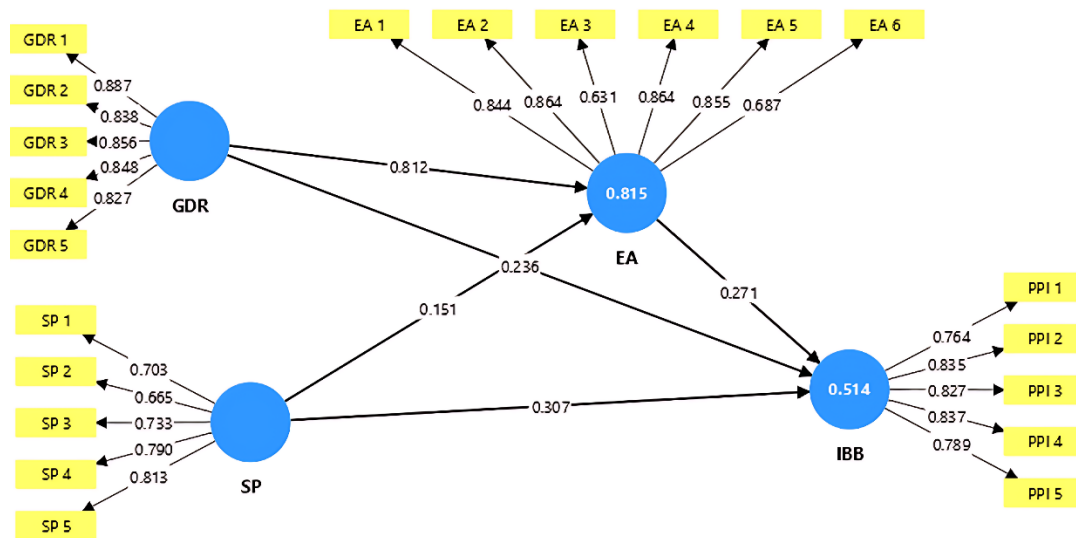 GDR 1
GDR 2
GDR 3
GDR 4
GDR 5
0.887
0.838
0.856
0.848
0.827
GDR
EA 1
EA 2
EA 3
EA 4
EA 5
EA 6
0.844
0.864
0.631
0.864
0.855
0.687
0.815
EA
0.812
0.236
0.151
0.271
0.307
SP 1
SP 2
SP 3
SP 4
SP 5
0.703
0.665
0.733
0.790
0.813
SP
0.514
IBB
0.764
0.835
0.827
0.837
0.789
PPI 1
PPI 2
PPI 3
PPI 4
PPI 5